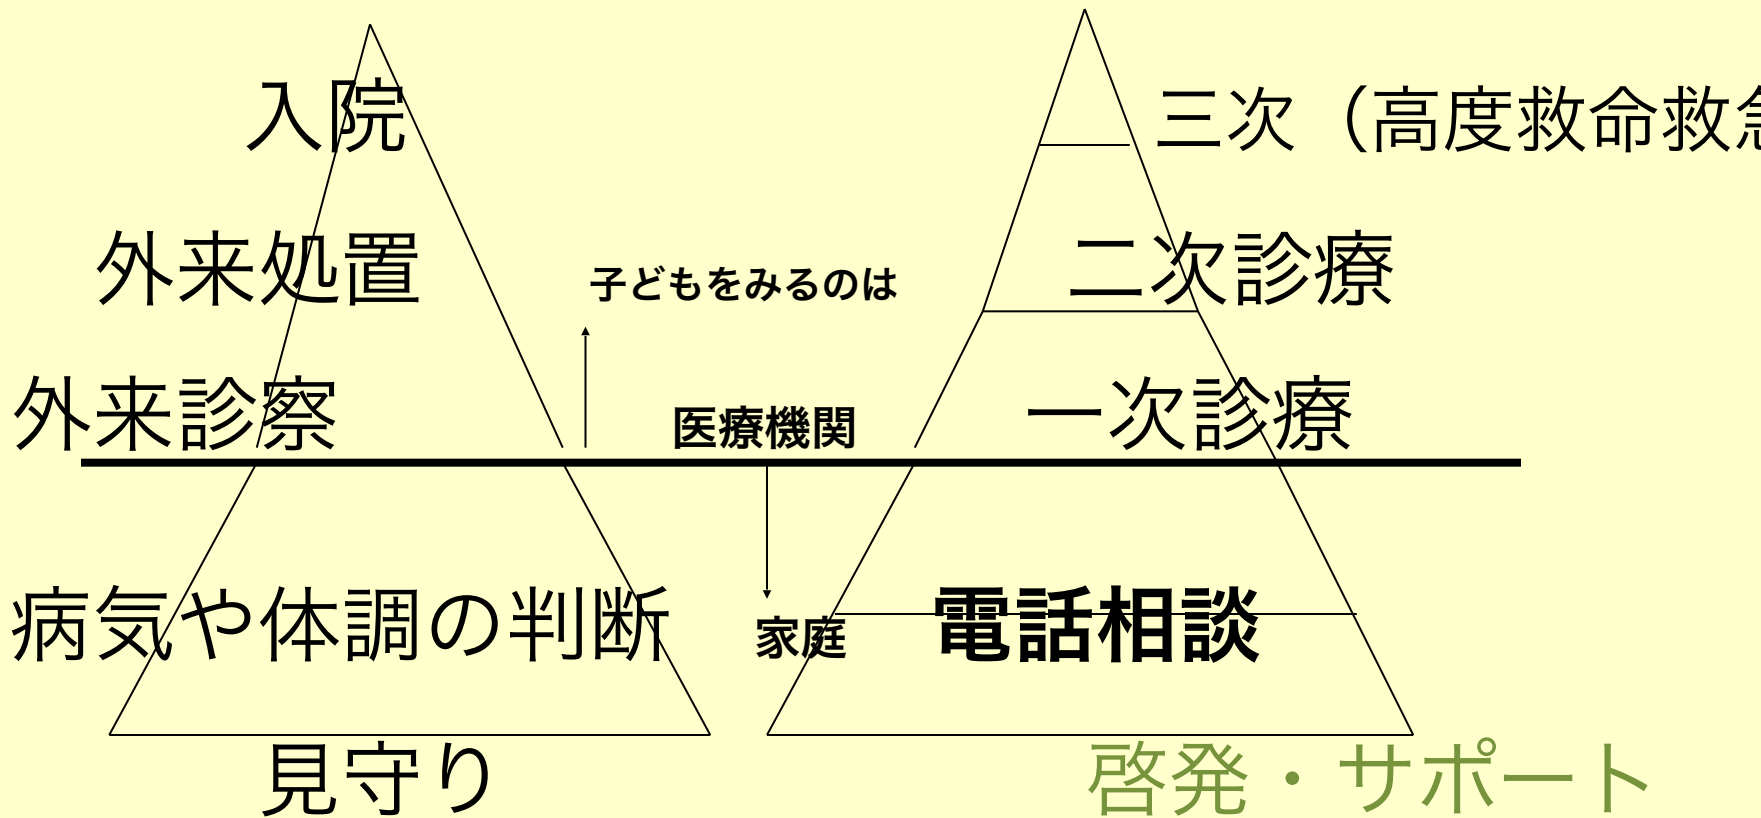 入院
三次（高度救命救急
外来処置
子どもをみるのは
二次診療
外来診察
医療機関
一次診療
病気や体調の判断
家庭
電話相談
見守り
啓発・サポート